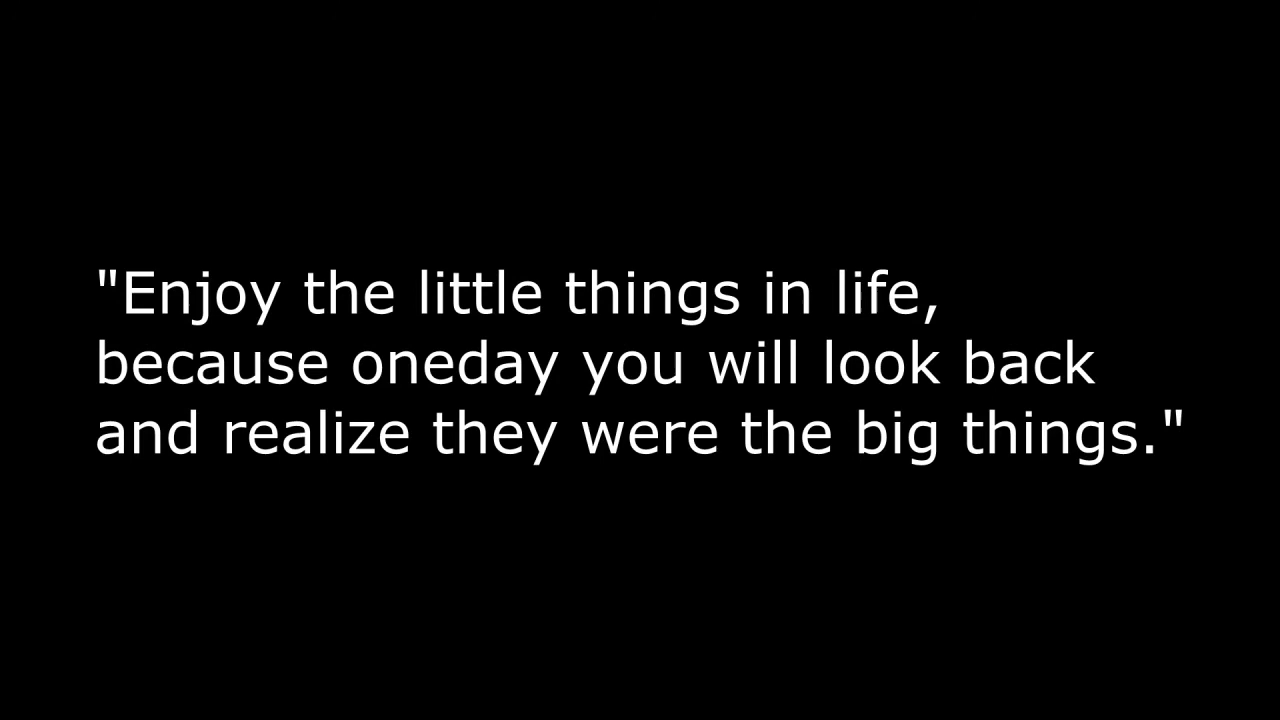 "Enjoy the little things in life,
because oneday you will look back
and realize they were the big things."